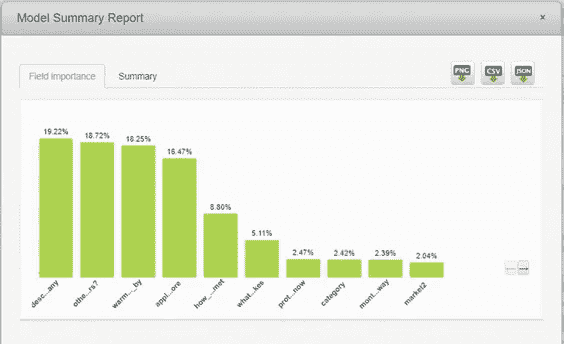 Model Summary Report
×
Field importance
Summary
PNG
CSV
JSON
19.22%
18.72%
18.25%
16.47%
8.80%
5.11%
2.47%
2.42%
2.39%
2.04%
desc...any
othe...rs?
warm..._by
appl...ore
how_...met
what...kes
prot...now
category
mont...way
market2